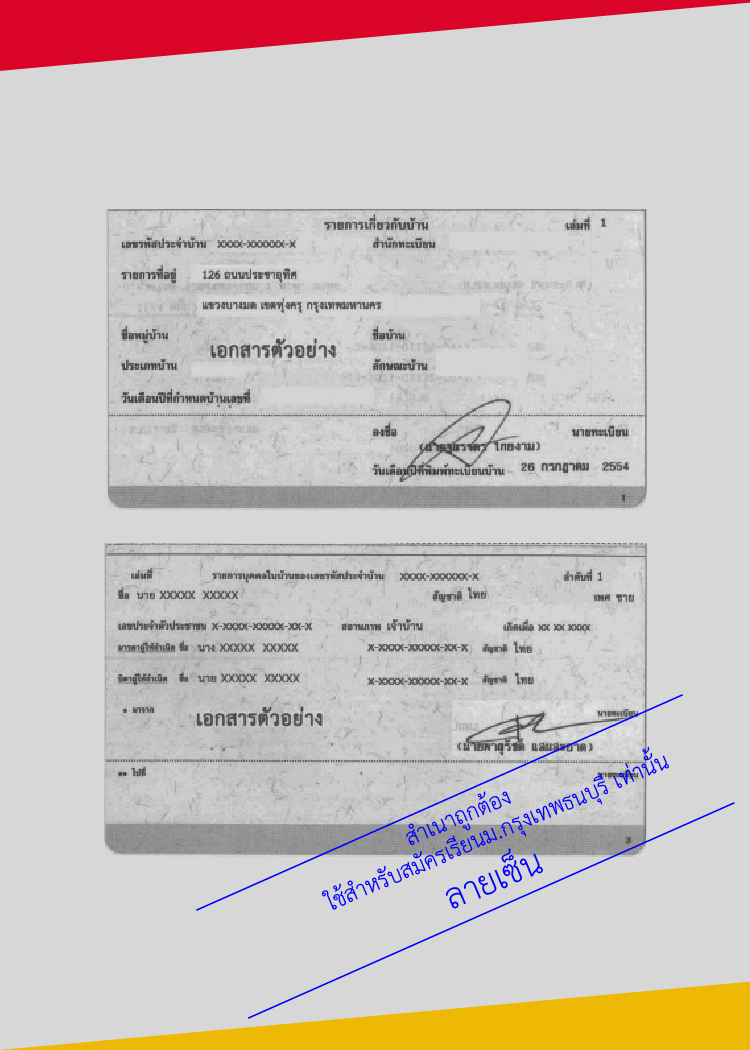 รายการเกี่ยวกับบ้าน เล่มที่ 1
เลขรหัสประจำบ้าน XXXX-XXXXXX-X สำนักทะเบียน
รายการที่อยู่ 126 ถนนประชาอุทิศ
แขวงบางมด เขตทุ่งครุ กรุงเทพมหานคร
ชื่อหมู่บ้าน ชื่อบ้าน
เอกสารตัวอย่าง
ประเภทบ้าน ลักษณะบ้าน
วันเดือนปีที่กำหนดบ้านเลขที่
ลงชื่อ นายทะเบียน
วันเดือนปีที่พิมพ์ทะเบียนบ้าน 26 กรกฎาคม 2554
1
เล่มที่ รายการบุคคลในบ้านของเลขรหัสประจำบ้าน XXXX-XXXXXX-X ลำดับที่ 1
ชื่อ นาย XXXXX XXXXX สัญชาติ ไทย เพศ ชาย
เลขประจำตัวประชาชน X-XXXX-XXXXX-XX-X สถานภาพ เจ้าบ้าน เกิดเมื่อ XX XX XXXX
มารดาผู้ให้กำเนิด ชื่อ นาง XXXXX XXXXX X-XXXX-XXXXX-XX-X สัญชาติ ไทย
บิดาผู้ให้กำเนิด ชื่อ นาย XXXXX XXXXX X-XXXX-XXXXX-XX-X สัญชาติ ไทย
* มาจาก นายทะเบียน
เอกสารตัวอย่าง
** ไปที่ นายทะเบียน
3
สำเนาถูกต้อง
ใช้สำหรับสมัครเรียนม.กรุงเทพธนบุรี เท่านั้น
ลายเซ็น